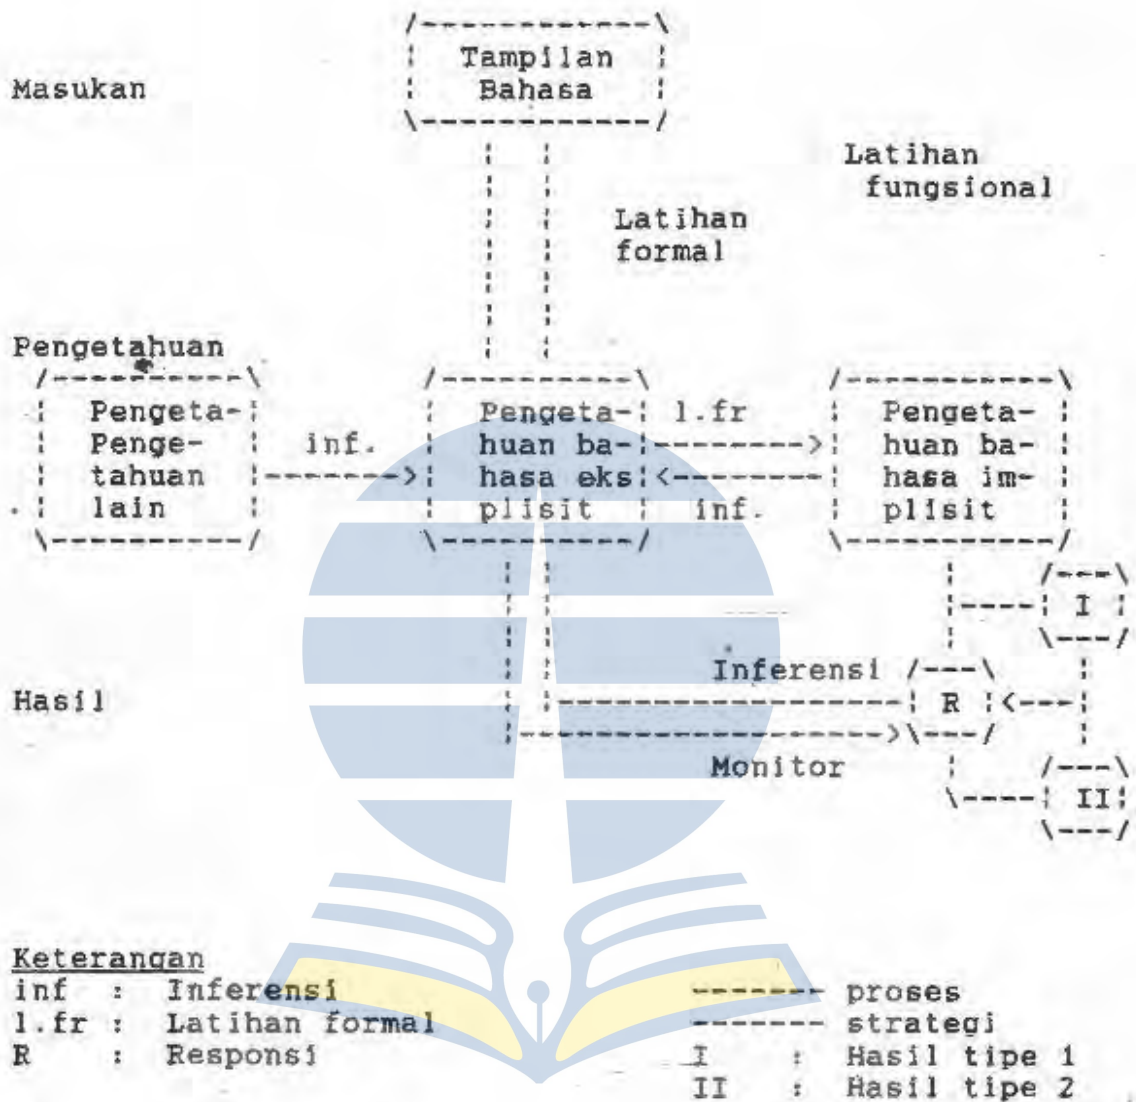 Tampilan
Masukan Bahasa
Latihan
fungsional
Latihan
formal
Pengetahuan
Pengeta- Pengeta- l.fr Pengeta-
Penge- inf. huan ba- huan ba-
tahuan hasa eks hasa im-
lain plisit inf. plisit
I
Inferensi
Hasil R
Monitor
II
Keterangan
inf : Inferensi ------- proses
l.fr : Latihan formal ------- strategi
R : Responsi I : Hasil tipe 1
II : Hasil tipe 2